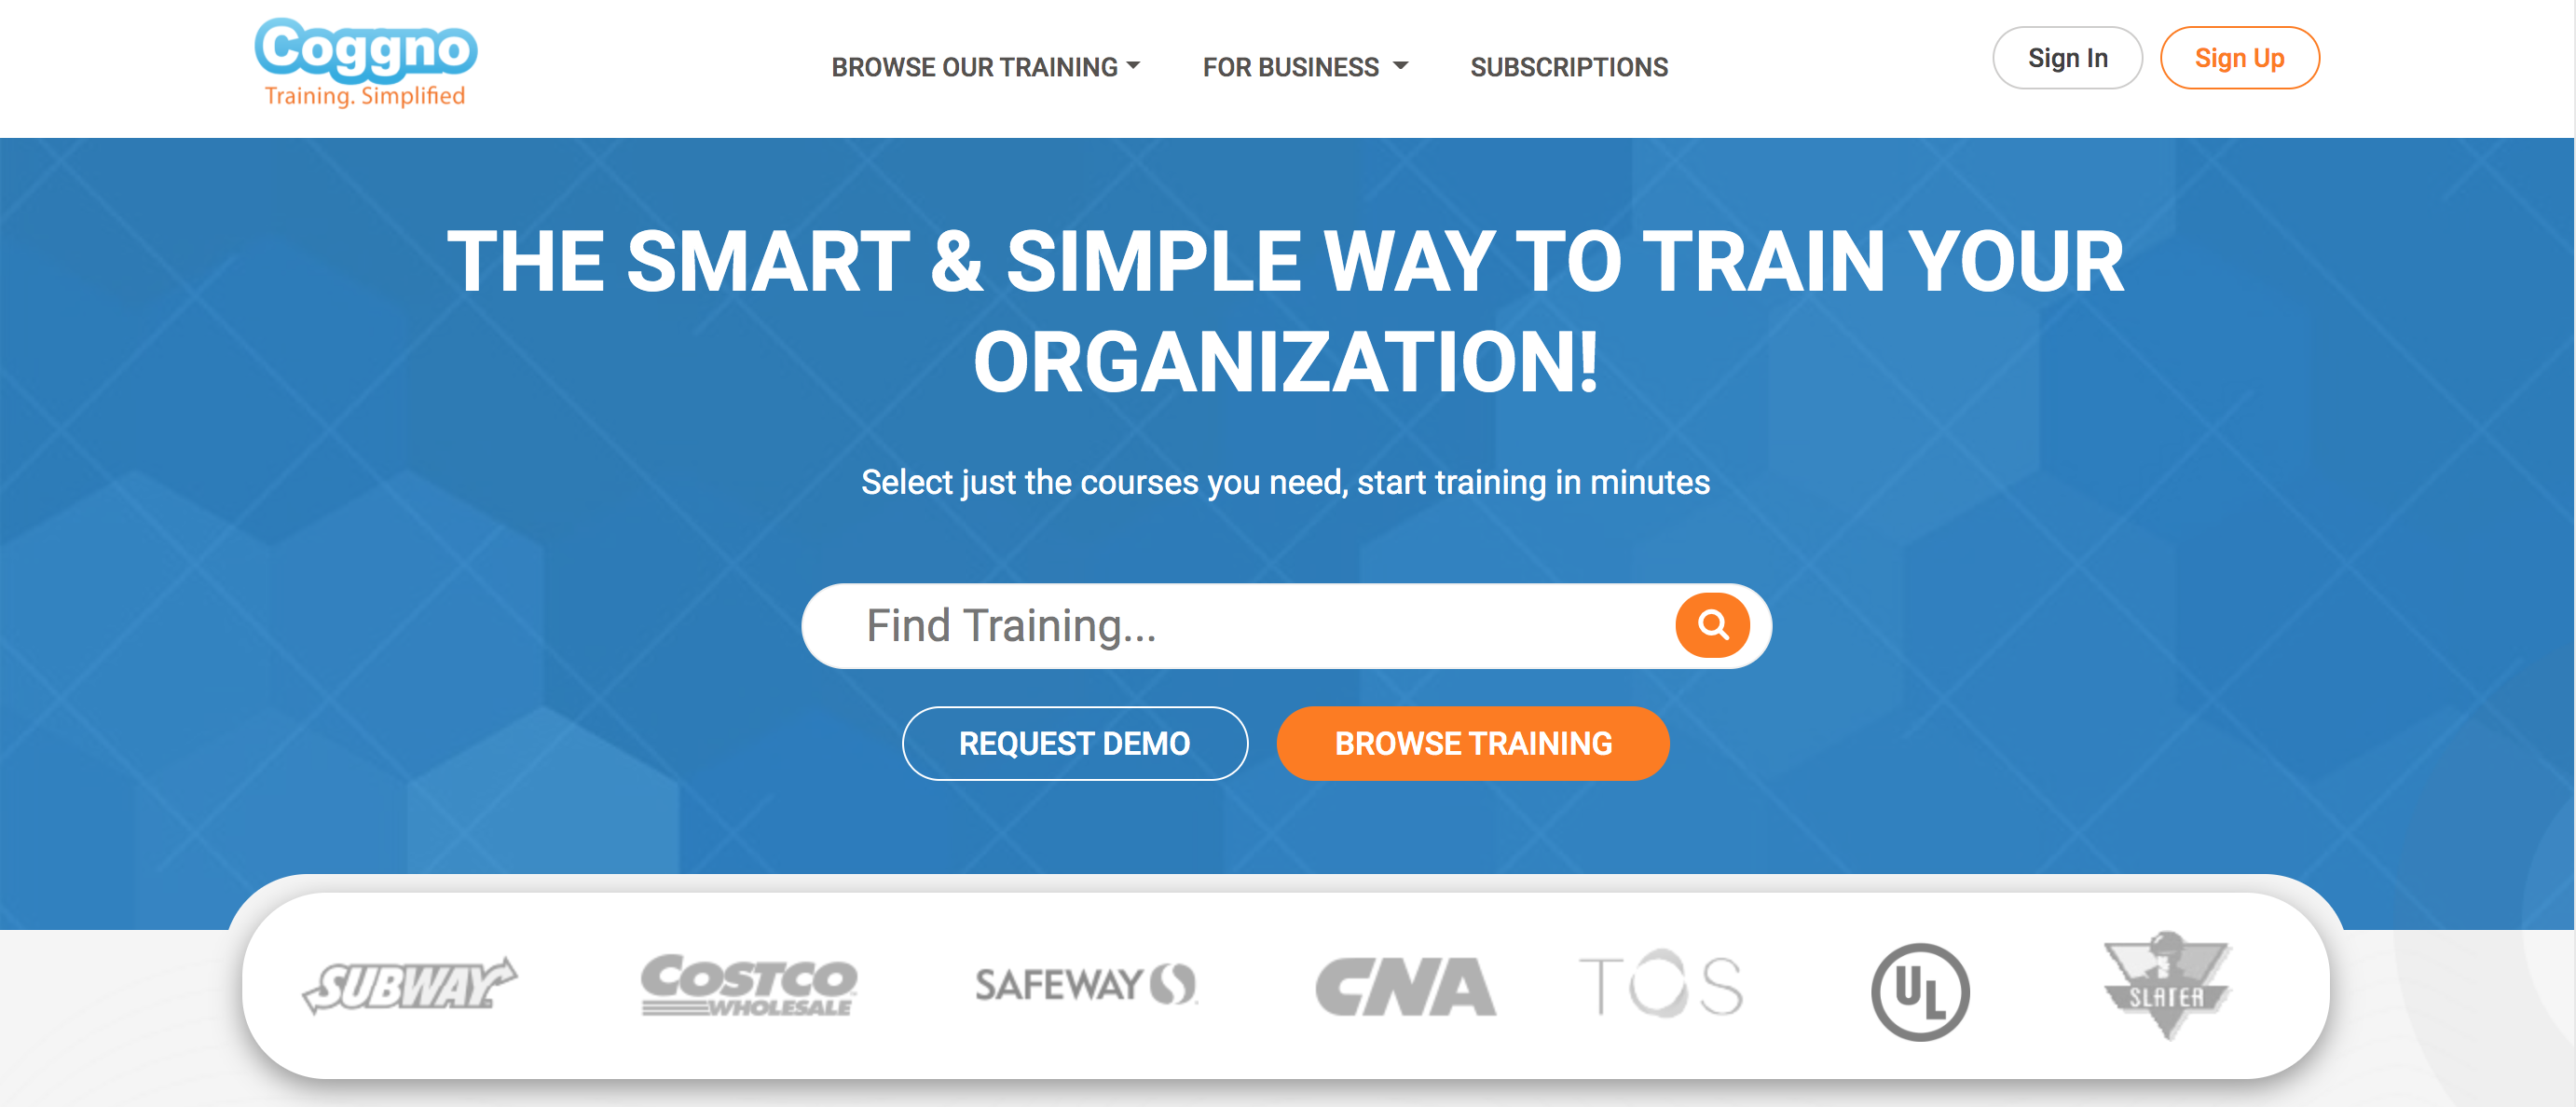 Coggno
Training. Simplified
BROWSE OUR TRAINING
FOR BUSINESS
SUBSCRIPTIONS
Sign In
Sign Up
THE SMART & SIMPLE WAY TO TRAIN YOUR
ORGANIZATION!
Select just the courses you need, start training in minutes
Find Training...
REQUEST DEMO
BROWSE TRAINING
SUBWAY
COSTCO
WHOLESALE
SAFEWAY
CNA
TOS
UL
SLATER